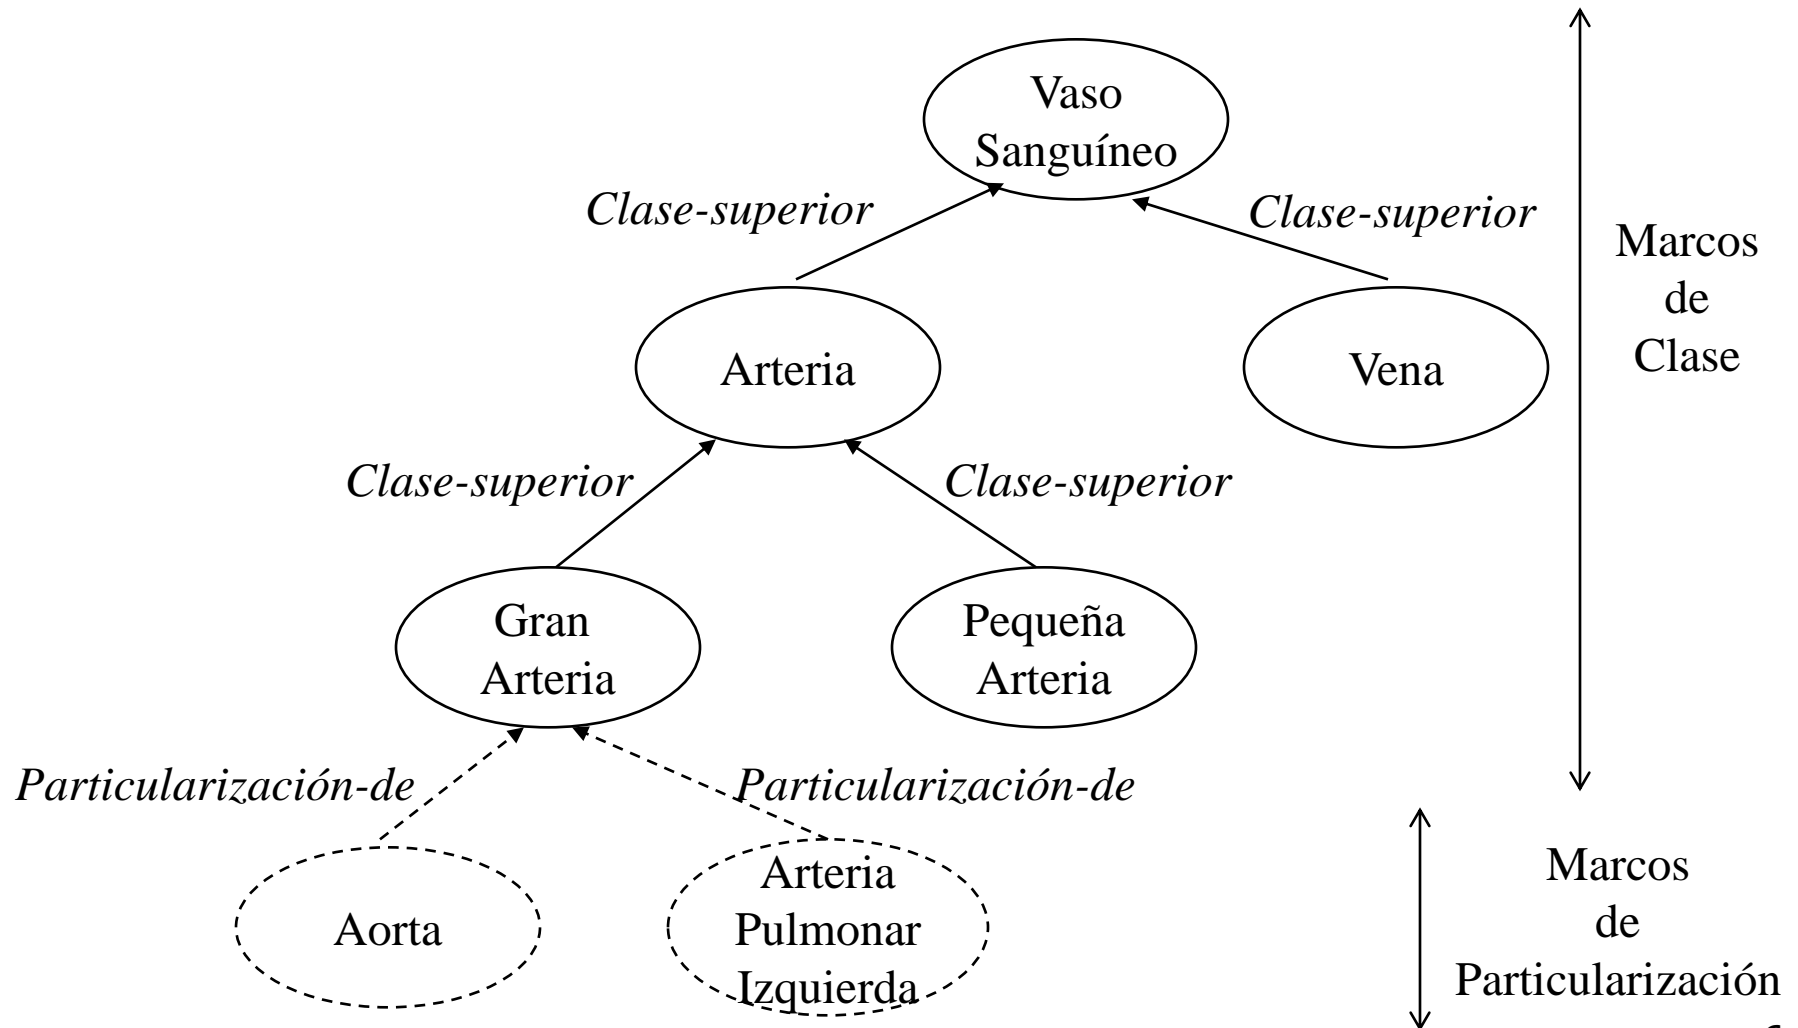 Vaso
Sanguíneo
Clase-superior
Clase-superior
Marcos
de
Clase
Arteria
Vena
Clase-superior
Clase-superior
Gran
Arteria
Pequeña
Arteria
Particularización-de
Particularización-de
Aorta
Arteria
Pulmonar
Izquierda
Marcos
de
Particularización